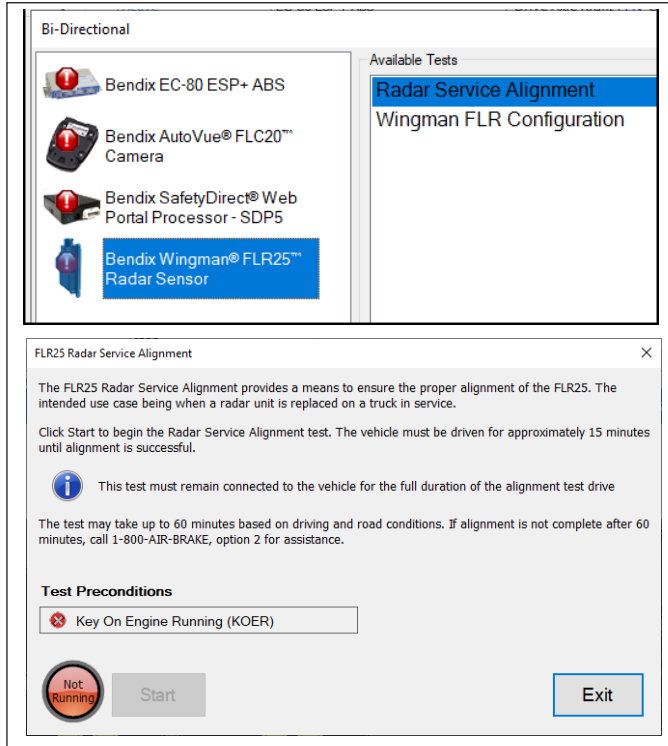 Bi-Directional
Bendix EC-80 ESP+ ABS
Bendix AutoVue® FLC20™
Camera
Bendix SafetyDirect® Web
Portal Processor - SDP5
Bendix Wingman® FLR25™
Radar Sensor
Available Tests
Radar Service Alignment
Wingman FLR Configuration
FLR25 Radar Service Alignment
The FLR25 Radar Service Alignment provides a means to ensure the proper alignment of the FLR25. The
intended use case being when a radar unit is replaced on a truck in service.
Click Start to begin the Radar Service Alignment test. The vehicle must be driven for approximately 15 minutes
until alignment is successful.
This test must remain connected to the vehicle for the full duration of the alignment test drive
The test may take up to 60 minutes based on driving and road conditions. If alignment is not complete after 60
minutes, call 1-800-AIR-BRAKE, option 2 for assistance.
Test Preconditions
Key On Engine Running (KOER)
Not
Running
Start
Exit